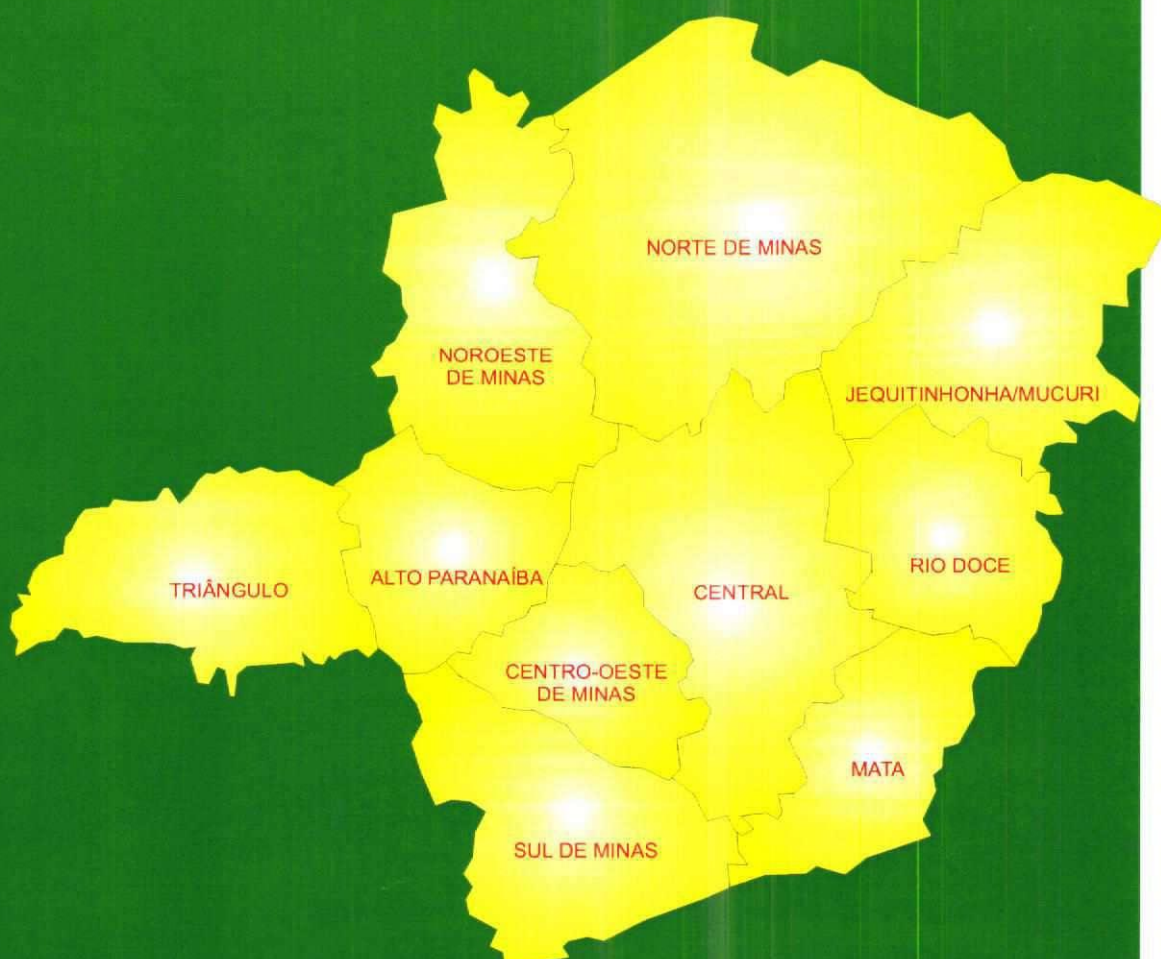 NORTE DE MINAS
NOROESTE
DE MINAS
JEQUITINHONHA/MUCURI
TRIÂNGULO
ALTO PARANAÍBA
CENTRAL
RIO DOCE
CENTRO-OESTE
DE MINAS
MATA
SUL DE MINAS